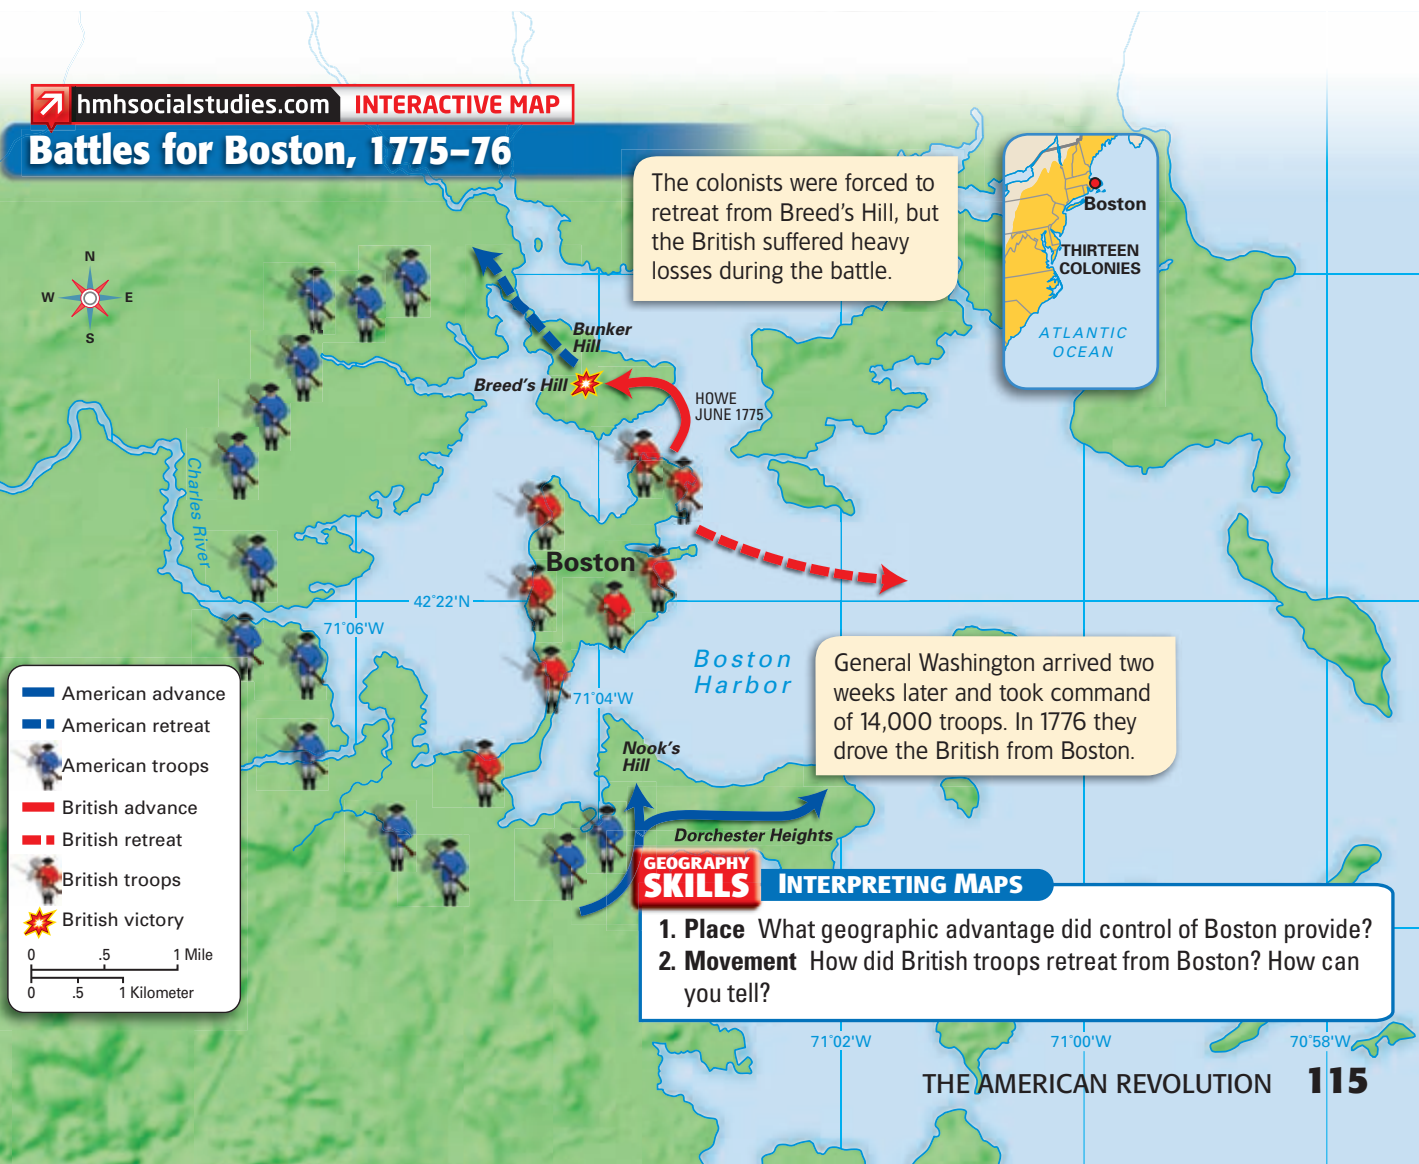 hmhsocialstudies.com INTERACTIVE MAP
Battles for Boston, 1775–76
The colonists were forced to
retreat from Breed's Hill, but
the British suffered heavy
losses during the battle.
Boston
THIRTEEN
COLONIES
ATLANTIC
OCEAN
N
W E
S
Bunker
Hill
Breed's Hill
HOWE
JUNE 1775
Charles River
Boston
42°22'N
71°06'W
71°04'W
Boston
Harbor
General Washington arrived two
weeks later and took command
of 14,000 troops. In 1776 they
drove the British from Boston.
Nook's
Hill
Dorchester Heights
American advance
American retreat
American troops
British advance
British retreat
British troops
British victory
0 .5 1 Mile
0 .5 1 Kilometer
GEOGRAPHY
SKILLS INTERPRETING MAPS
1. Place What geographic advantage did control of Boston provide?
2. Movement How did British troops retreat from Boston? How can
you tell?
71°02'W 71°00'W 70°58'W
THE AMERICAN REVOLUTION 115